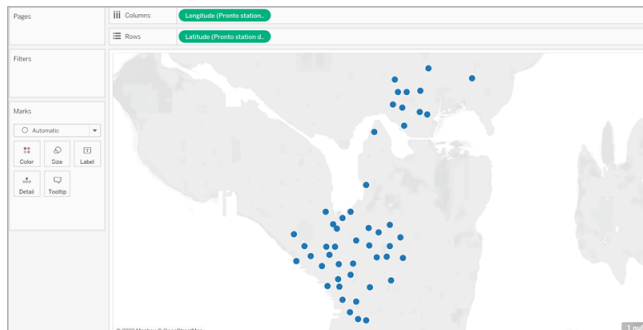 Pages
Columns
Longitude (Pronto station..
Rows
Latitude (Pronto station d..
Filters
Marks
Automatic
Color
Size
Label
Detail
Tooltip